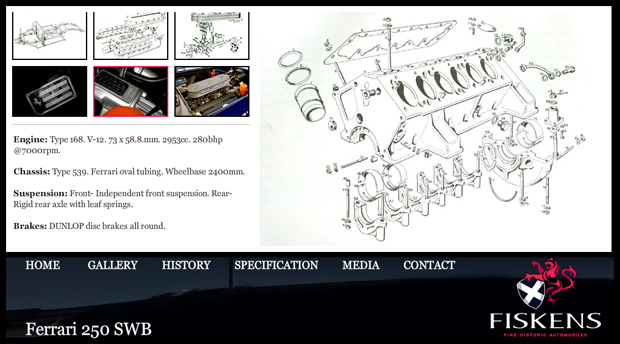 Engine: Type 168. V-12. 73 x 58.8.mm. 2953cc. 280bhp
@7000rpm.
Chassis: Type 539. Ferrari oval tubing. Wheelbase 2400mm.
Suspension: Front- Independent front suspension. Rear-
Rigid rear axle with leaf springs.
Brakes: DUNLOP disc brakes all round.
HOME GALLERY HISTORY SPECIFICATION MEDIA CONTACT
Ferrari 250 SWB
FISKENS
FINE HISTORIC AUTOMOBILES